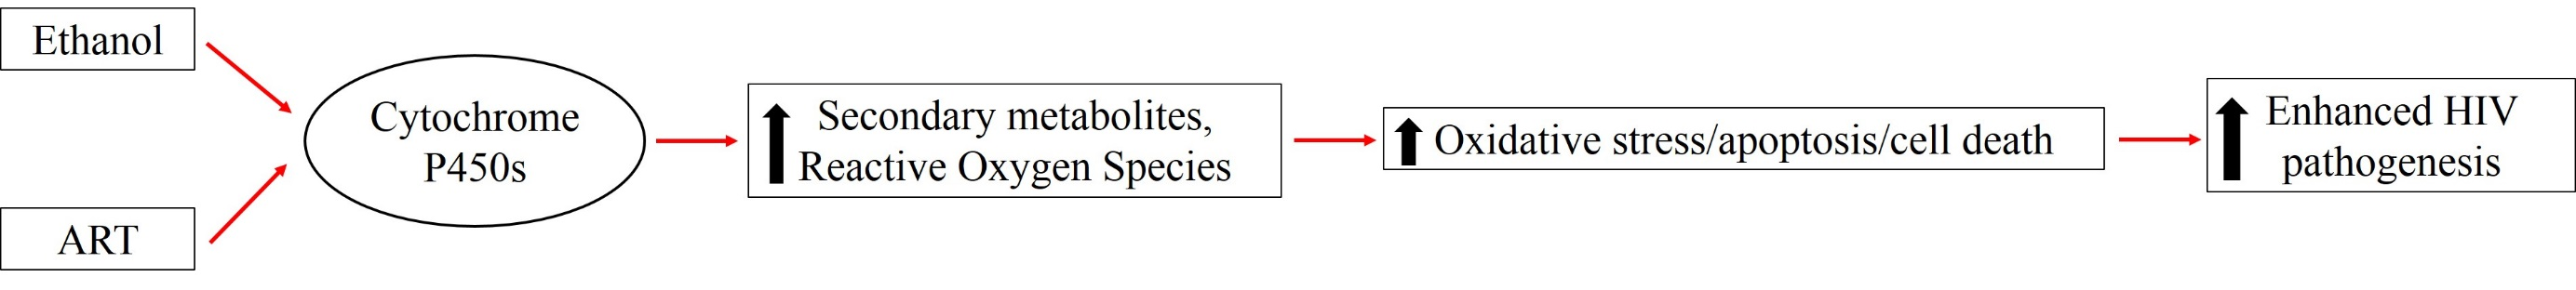 Ethanol
ART
Cytochrome
P450s
Secondary metabolites,
Reactive Oxygen Species
Oxidative stress/apoptosis/cell death
Enhanced HIV
pathogenesis